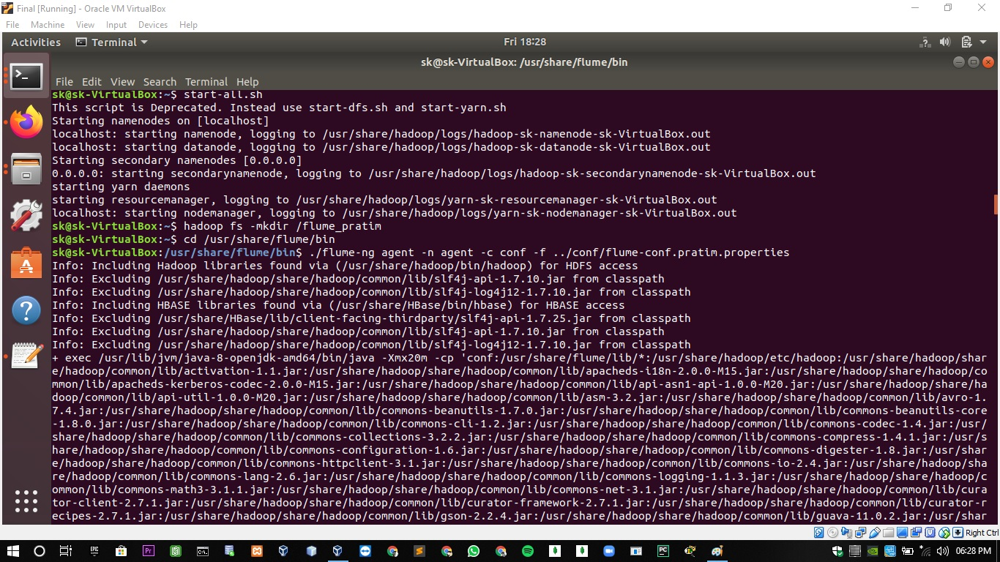 Final [Running] - Oracle VM VirtualBox
File Machine View Input Devices Help
Activities Terminal Fri 18:28
sk@sk-VirtualBox: /usr/share/flume/bin
File Edit View Search Terminal Help
sk@sk-VirtualBox:~$ start-all.sh
This script is Deprecated. Instead use start-dfs.sh and start-yarn.sh
Starting namenodes on [localhost]
localhost: starting namenode, logging to /usr/share/hadoop/logs/hadoop-sk-namenode-sk-VirtualBox.out
localhost: starting datanode, logging to /usr/share/hadoop/logs/hadoop-sk-datanode-sk-VirtualBox.out
Starting secondary namenodes [0.0.0.0]
0.0.0.0: starting secondarynamenode, logging to /usr/share/hadoop/logs/hadoop-sk-secondarynamenode-sk-VirtualBox.out
starting yarn daemons
starting resourcemanager, logging to /usr/share/hadoop/logs/yarn-sk-resourcemanager-sk-VirtualBox.out
localhost: starting nodemanager, logging to /usr/share/hadoop/logs/yarn-sk-nodemanager-sk-VirtualBox.out
sk@sk-VirtualBox:~$ hadoop fs -mkdir /flume_pratim
sk@sk-VirtualBox:~$ cd /usr/share/flume/bin
sk@sk-VirtualBox:/usr/share/flume/bin$ ./flume-ng agent -n agent -c conf -f ../conf/flume-conf.pratim.properties
Info: Including Hadoop libraries found via (/usr/share/hadoop/bin/hadoop) for HDFS access
Info: Excluding /usr/share/hadoop/share/hadoop/common/lib/slf4j-api-1.7.10.jar from classpath
Info: Excluding /usr/share/hadoop/share/hadoop/common/lib/slf4j-log4j12-1.7.10.jar from classpath
Info: Including HBASE libraries found via (/usr/share/HBase/bin/hbase) for HBASE access
Info: Excluding /usr/share/HBase/lib/client-facing-thirdparty/slf4j-api-1.7.25.jar from classpath
Info: Excluding /usr/share/hadoop/share/hadoop/common/lib/slf4j-api-1.7.10.jar from classpath
Info: Excluding /usr/share/hadoop/share/hadoop/common/lib/slf4j-log4j12-1.7.10.jar from classpath
+ exec /usr/lib/jvm/java-8-openjdk-amd64/bin/java -Xmx20m -cp 'conf:/usr/share/flume/lib/*:/usr/share/hadoop/etc/hadoop:/usr/share/hadoop/shar
e/hadoop/common/lib/activation-1.1.jar:/usr/share/hadoop/share/hadoop/common/lib/apacheds-i18n-2.0.0-M15.jar:/usr/share/hadoop/share/hadoop/co
mmon/lib/apacheds-kerberos-codec-2.0.0-M15.jar:/usr/share/hadoop/share/hadoop/common/lib/api-asn1-api-1.0.0-M20.jar:/usr/share/hadoop/share/ha
doop/common/lib/api-util-1.0.0-M20.jar:/usr/share/hadoop/share/hadoop/common/lib/asm-3.2.jar:/usr/share/hadoop/share/hadoop/common/lib/avro-1.
7.4.jar:/usr/share/hadoop/share/hadoop/common/lib/commons-beanutils-1.7.0.jar:/usr/share/hadoop/share/hadoop/common/lib/commons-beanutils-core
-1.8.0.jar:/usr/share/hadoop/share/hadoop/common/lib/commons-cli-1.2.jar:/usr/share/hadoop/share/hadoop/common/lib/commons-codec-1.4.jar:/usr/
share/hadoop/share/hadoop/common/lib/commons-collections-3.2.2.jar:/usr/share/hadoop/share/hadoop/common/lib/commons-compress-1.4.1.jar:/usr/s
hare/hadoop/share/hadoop/common/lib/commons-configuration-1.6.jar:/usr/share/hadoop/share/hadoop/common/lib/commons-digester-1.8.jar:/usr/shar
e/hadoop/share/hadoop/common/lib/commons-httpclient-3.1.jar:/usr/share/hadoop/share/hadoop/common/lib/commons-io-2.4.jar:/usr/share/hadoop/sha
re/hadoop/common/lib/commons-lang-2.6.jar:/usr/share/hadoop/share/hadoop/common/lib/commons-logging-1.1.3.jar:/usr/share/hadoop/share/hadoop/c
ommon/lib/commons-math3-3.1.1.jar:/usr/share/hadoop/share/hadoop/common/lib/commons-net-3.1.jar:/usr/share/hadoop/share/hadoop/common/lib/cura
tor-client-2.7.1.jar:/usr/share/hadoop/share/hadoop/common/lib/curator-framework-2.7.1.jar:/usr/share/hadoop/share/hadoop/common/lib/curator-r
ecipes-2.7.1.jar:/usr/share/hadoop/share/hadoop/common/lib/gson-2.2.4.jar:/usr/share/hadoop/share/hadoop/common/lib/guava-11.0.2.jar:/usr/shar
Right Ctrl
EPIC Pr PC 06:28 PM